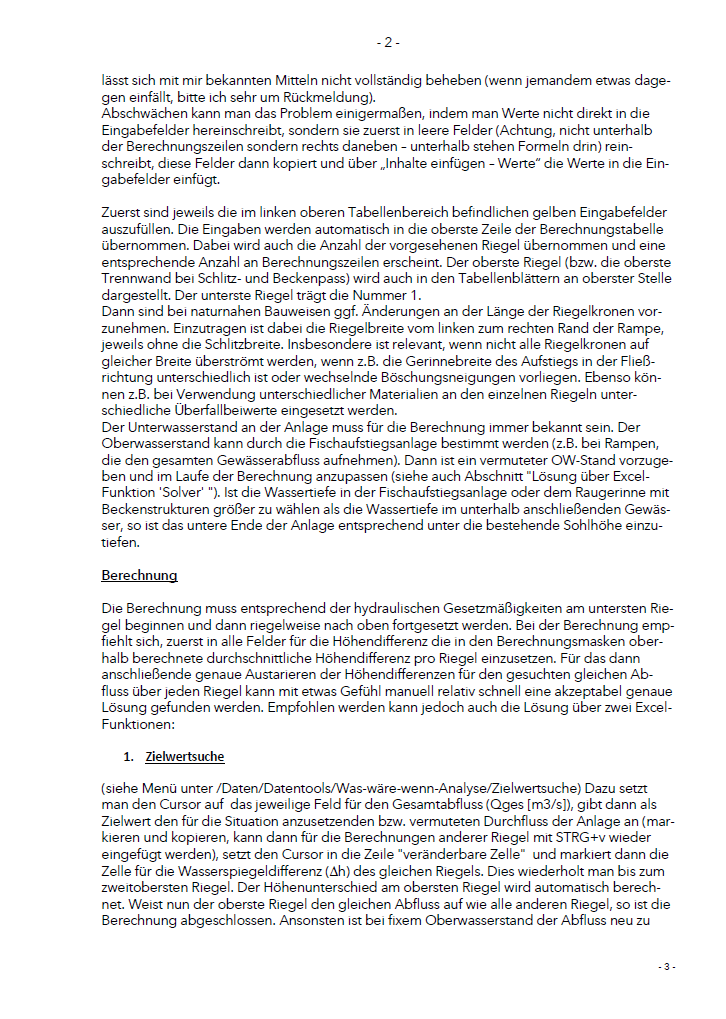 - 2 -
lässt sich mit mir bekannten Mitteln nicht vollständig beheben (wenn jemandem etwas dage-
gen einfällt, bitte ich sehr um Rückmeldung).
Abschwächen kann man das Problem einigermaßen, indem man Werte nicht direkt in die
Eingabefelder hereinschreibt, sondern sie zuerst in leere Felder (Achtung, nicht unterhalb
der Berechnungszeilen sondern rechts daneben – unterhalb stehen Formeln drin) rein-
schreibt, diese Felder dann kopiert und über „Inhalte einfügen – Werte“ die Werte in die Ein-
gabefelder einfügt.
Zuerst sind jeweils die im linken oberen Tabellenbereich befindlichen gelben Eingabefelder
auszufüllen. Die Eingaben werden automatisch in die oberste Zeile der Berechnungstabelle
übernommen. Dabei wird auch die Anzahl der vorgesehenen Riegel übernommen und eine
entsprechende Anzahl an Berechnungszeilen erscheint. Der oberste Riegel (bzw. die oberste
Trennwand bei Schlitz- und Beckenpass) wird auch in den Tabellenblättern an oberster Stelle
dargestellt. Der unterste Riegel trägt die Nummer 1.
Dann sind bei naturnahen Bauweisen ggf. Änderungen an der Länge der Riegelkronen vor-
zunehmen. Einzutragen ist dabei die Riegelbreite vom linken zum rechten Rand der Rampe,
jeweils ohne die Schlitzbreite. Insbesondere ist relevant, wenn nicht alle Riegelkronen auf
gleicher Breite überströmt werden, wenn z.B. die Gerinnebreite des Aufstiegs in der Fließ-
richtung unterschiedlich ist oder wechselnde Böschungsneigungen vorliegen. Ebenso kön-
nen z.B. bei Verwendung unterschiedlicher Materialien an den einzelnen Riegeln unter-
schiedliche Überfallbeiwerte eingesetzt werden.
Der Unterwasserstand an der Anlage muss für die Berechnung immer bekannt sein. Der
Oberwasserstand kann durch die Fischaufstiegsanlage bestimmt werden (z.B. bei Rampen,
die den gesamten Gewässerabfluss aufnehmen). Dann ist ein vermuteter OW-Stand vorzuge-
ben und im Laufe der Berechnung anzupassen (siehe auch Abschnitt "Lösung über Excel-
Funktion 'Solver' "). Ist die Wassertiefe in der Fischaufstiegsanlage oder dem Raugerinne mit
Beckenstrukturen größer zu wählen als die Wassertiefe im unterhalb anschließenden Gewäs-
ser, so ist das untere Ende der Anlage entsprechend unter die bestehende Sohlhöhe einzu-
tiefen.
Berechnung
Die Berechnung muss entsprechend der hydraulischen Gesetzmäßigkeiten am untersten Rie-
gel beginnen und dann riegelweise nach oben fortgesetzt werden. Bei der Berechnung emp-
fiehlt sich, zuerst in alle Felder für die Höhendifferenz die in den Berechnungsmasken ober-
halb berechnete durchschnittliche Höhendifferenz pro Riegel einzusetzen. Für das dann
anschließende genaue Austarieren der Höhendifferenzen für den gesuchten gleichen Ab-
fluss über jeden Riegel kann mit etwas Gefühl manuell relativ schnell eine akzeptabel genaue
Lösung gefunden werden. Empfohlen werden kann jedoch auch die Lösung über zwei Excel-
Funktionen:
1. Zielwertsuche
(siehe Menü unter /Daten/Datentools/Was-wäre-wenn-Analyse/Zielwertsuche) Dazu setzt
man den Cursor auf das jeweilige Feld für den Gesamtabfluss (Qges [m3/s]), gibt dann als
Zielwert den für die Situation anzusetzenden bzw. vermuteten Durchfluss der Anlage an (mar-
kieren und kopieren, kann dann für die Berechnungen anderer Riegel mit STRG+v wieder
eingefügt werden), setzt den Cursor in die Zeile "veränderbare Zelle" und markiert dann die
Zelle für die Wasserspiegeldifferenz (Δh) des gleichen Riegels. Dies wiederholt man bis zum
zweitobersten Riegel. Der Höhenunterschied am obersten Riegel wird automatisch berech-
net. Weist nun der oberste Riegel den gleichen Abfluss auf wie alle anderen Riegel, so ist die
Berechnung abgeschlossen. Ansonsten ist bei fixem Oberwasserstand der Abfluss neu zu
- 3 -